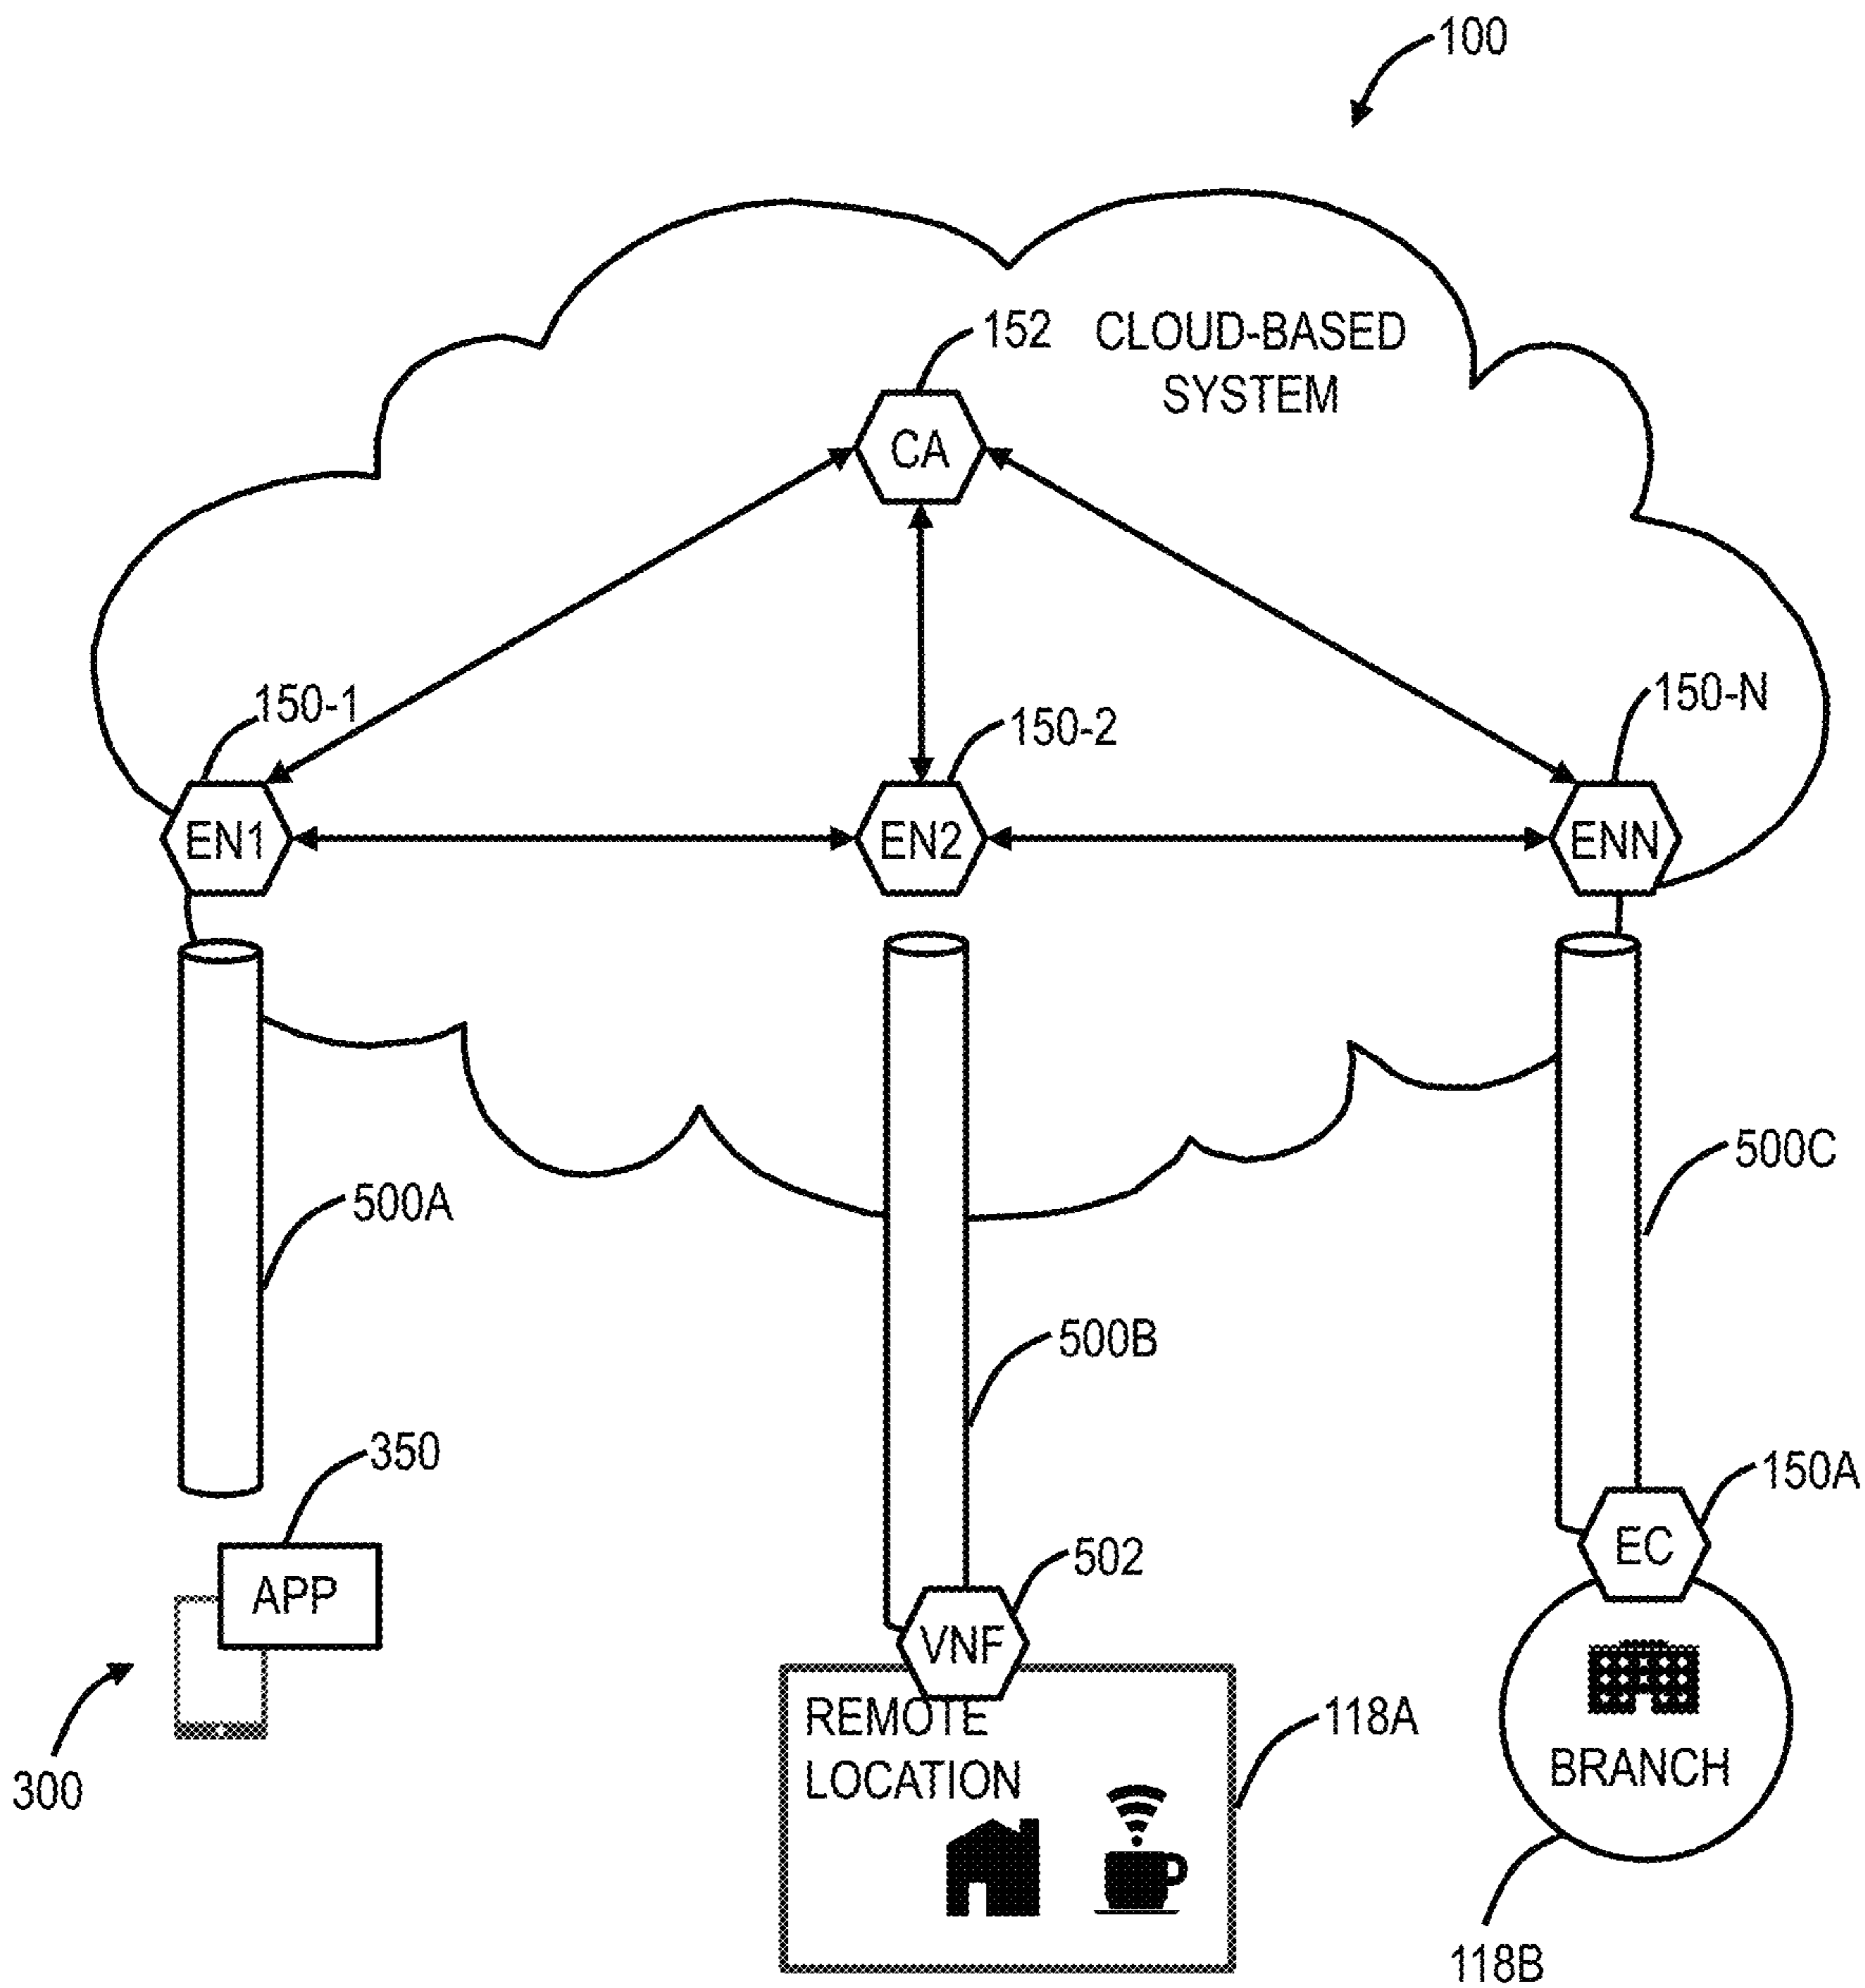 100
152
CLOUD-BASED
SYSTEM
CA
150-1
150-2
150-N
EN1
EN2
ENN
500A
500B
500C
350
APP
300
502
VNF
150A
EC
REMOTE
LOCATION
118A
BRANCH
118B